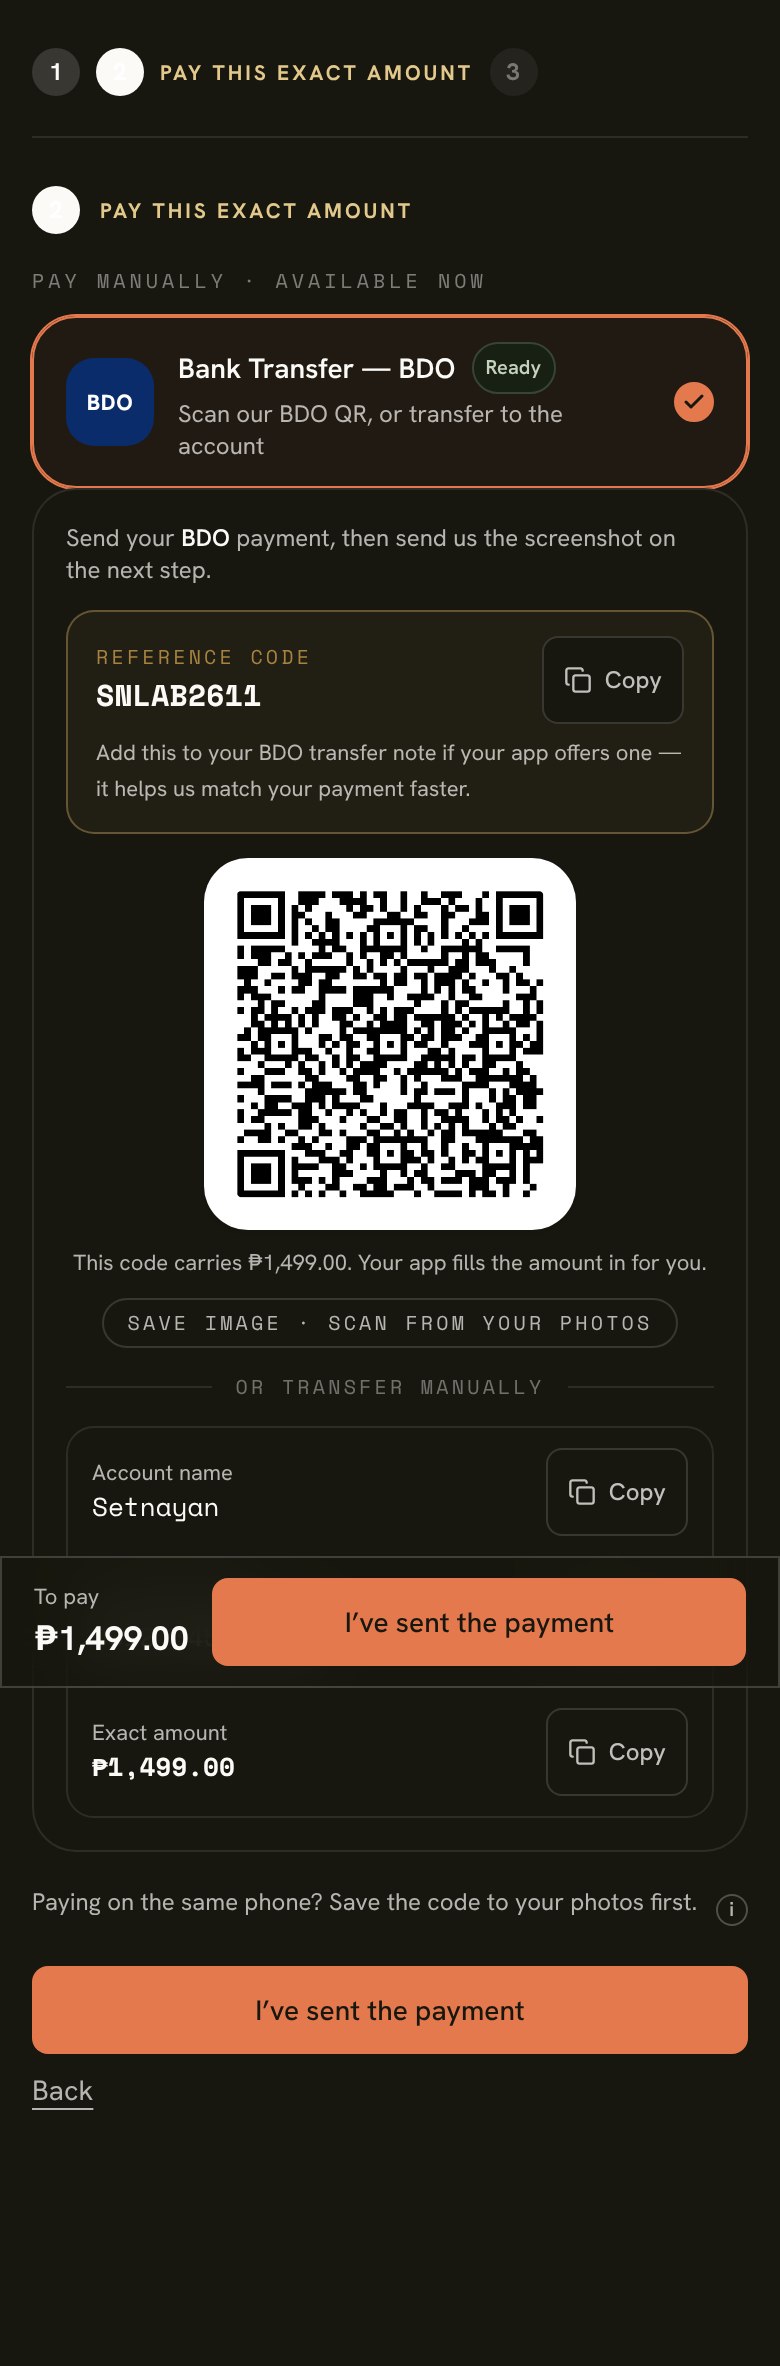 1 2 PAY THIS EXACT AMOUNT 3
2 PAY THIS EXACT AMOUNT
PAY MANUALLY · AVAILABLE NOW
BDO
Bank Transfer — BDO Ready
Scan our BDO QR, or transfer to the
account
Send your BDO payment, then send us the screenshot on
the next step.
REFERENCE CODE
SNLAB2611
Copy
Add this to your BDO transfer note if your app offers one —
it helps us match your payment faster.
This code carries ₱1,499.00. Your app fills the amount in for you.
SAVE IMAGE · SCAN FROM YOUR PHOTOS
OR TRANSFER MANUALLY
Account name
Setnayan
Copy
To pay
₱1,499.00
I’ve sent the payment
Exact amount
₱1,499.00
Copy
Paying on the same phone? Save the code to your photos first. i
I’ve sent the payment
Back